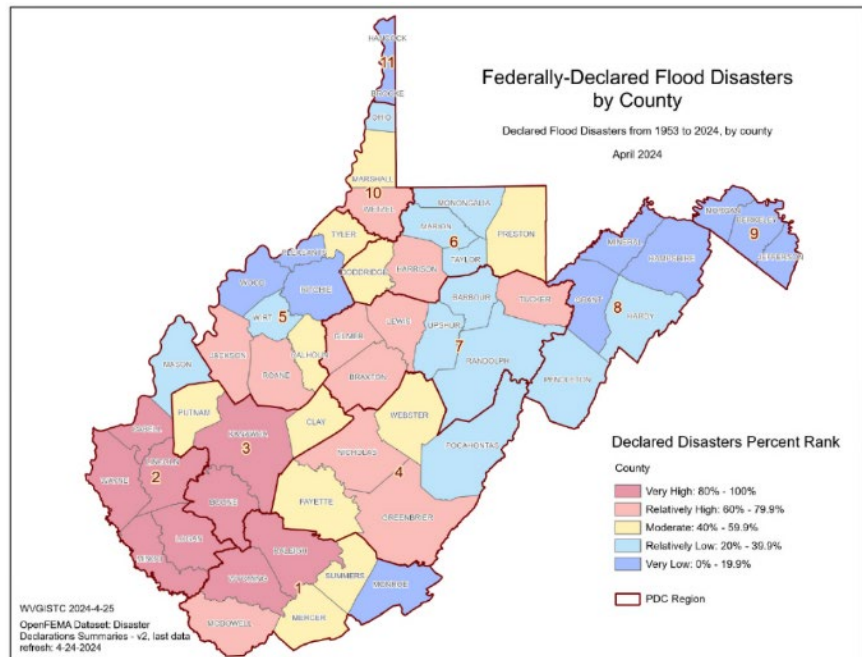 Federally-Declared Flood Disasters
by County
Declared Flood Disasters from 1953 to 2024, by county
April 2024
HANCOCK
11
BROOKE
OHIO
MARSHALL
10
WETZEL
MONONGALIA
MARION
6
TAYLOR
PRESTON
TYLER
PLEASANTS
DODDRIDGE
HARRISON
WOOD
RITCHIE
WIRT
5
MORGAN
BERKELEY
9
JEFFERSON
MINERAL
HAMPSHIRE
GRANT
8
HARDY
PENDLETON
BARBOUR
TUCKER
UPSHUR
7
RANDOLPH
LEWIS
GILMER
CALHOUN
BRAXTON
JACKSON
ROANE
MASON
PUTNAM
CLAY
WEBSTER
POCAHONTAS
NICHOLAS
4
GREENBRIER
FAYETTE
CABELL
KANAWHA
3
WAYNE
LINCOLN
2
BOONE
LOGAN
MINGO
RALEIGH
WYOMING
1
SUMMERS
MONROE
MCDOWELL
MERCER
Declared Disasters Percent Rank
County
Very High: 80% - 100%
Relatively High: 60% - 79.9%
Moderate: 40% - 59.9%
Relatively Low: 20% - 39.9%
Very Low: 0% - 19.9%
PDC Region
WVGISTC 2024-4-25
OpenFEMA Dataset: Disaster
Declarations Summaries - v2, last data
refresh: 4-24-2024